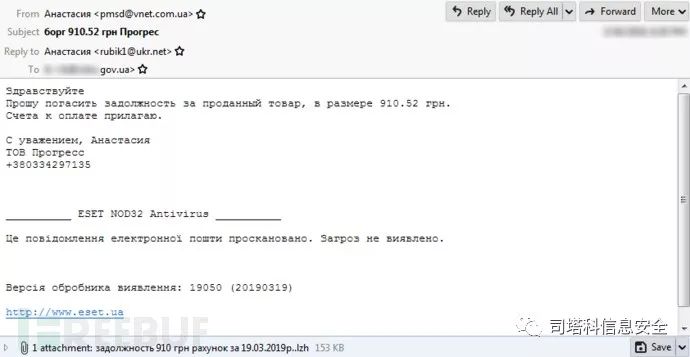 From Анастасия <pmsd@vnet.com.ua>
Reply Reply All Forward More
Subject борг 910.52 грн Прогрес
Reply to Анастасия <rubik1@ukr.net>
To gov.ua>
Здравствуйте
Прошу погасить задолжность за проданный товар, в размере 910.52 грн.
Счета к оплате прилагаю.
С уважением, Анастасия
ТОВ Прогресс
+380334297135
__________ ESET NOD32 Antivirus __________
Це повідомлення електронної пошти проскановано. Загроз не виявлено.
Версія обробника виявлення: 19050 (20190319)
http://www.eset.ua
FREEBUF
司塔科信息安全
1 attachment: задолжность 910 грн рахунок за 19.03.2019р..lzh 153 KB
Save